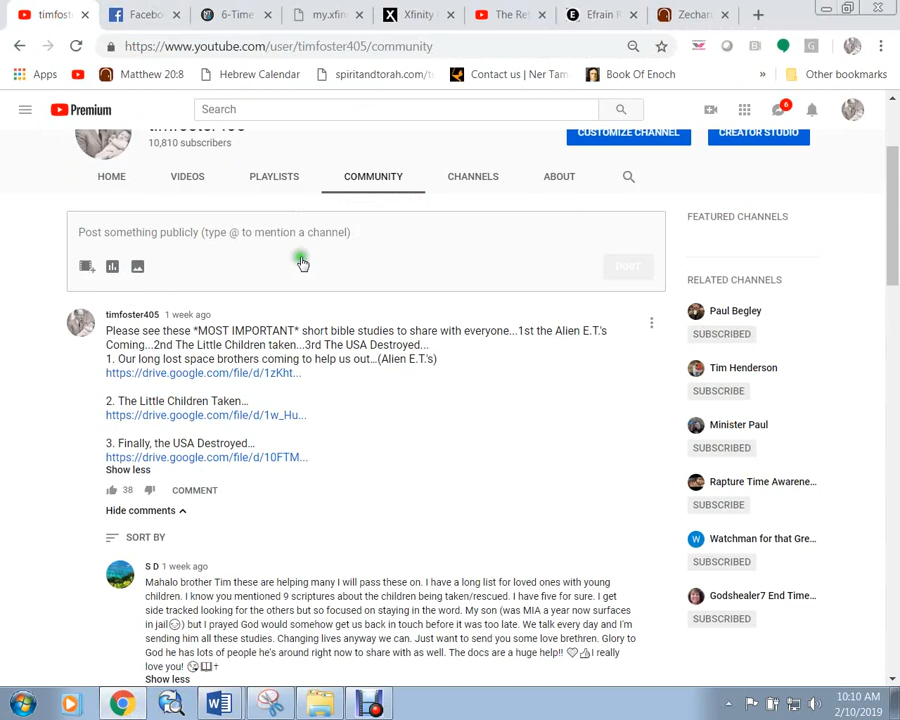 timfost
Facebo
6-Time
my.xfin
Xfinity
The Ret
Efrain R
Zechar
https://www.youtube.com/user/timfoster405/community
Apps
Matthew 20:8
Hebrew Calendar
spiritandtorah.com/t
Contact us | Ner Tam
Book Of Enoch
»
Other bookmarks
Premium
Search
6
timfoster405
10,810 subscribers
CUSTOMIZE CHANNEL
CREATOR STUDIO
HOME
VIDEOS
PLAYLISTS
COMMUNITY
CHANNELS
ABOUT
Post something publicly (type @ to mention a channel)
POST
timfoster405 1 week ago
Please see these *MOST IMPORTANT* short bible studies to share with everyone...1st the Alien E.T.'s
Coming...2nd The Little Children taken...3rd The USA Destroyed...
1. Our long lost space brothers coming to help us out...(Alien E.T.'s)
https://drive.google.com/file/d/1zKht...
2. The Little Children Taken...
https://drive.google.com/file/d/1w_Hu...
3. Finally, the USA Destroyed...
https://drive.google.com/file/d/10FTM...
Show less
38
COMMENT
Hide comments
SORT BY
S D 1 week ago
Mahalo brother Tim these are helping many I will pass these on. I have a long list for loved ones with young
children. I know you mentioned 9 scriptures about the children being taken/rescued. I have five for sure. I get
side tracked looking for the others but so focused on staying in the word. My son (was MIA a year now surfaces
in jail😔) but I prayed God would somehow get us back in touch before it was too late. We talk every day and I'm
sending him all these studies. Changing lives anyway we can. Just want to send you some love brethren. Glory to
God he has lots of people he's around right now to share with as well. The docs are a huge help!! ♡👍I really
love you! 😘📖✝
Show less
FEATURED CHANNELS
RELATED CHANNELS
Paul Begley
SUBSCRIBED
Tim Henderson
SUBSCRIBE
Minister Paul
SUBSCRIBED
Rapture Time Awarene...
SUBSCRIBE
W
Watchman for that Gre...
SUBSCRIBED
Godshealer7 End Time...
SUBSCRIBED
10:10 AM
2/10/2019